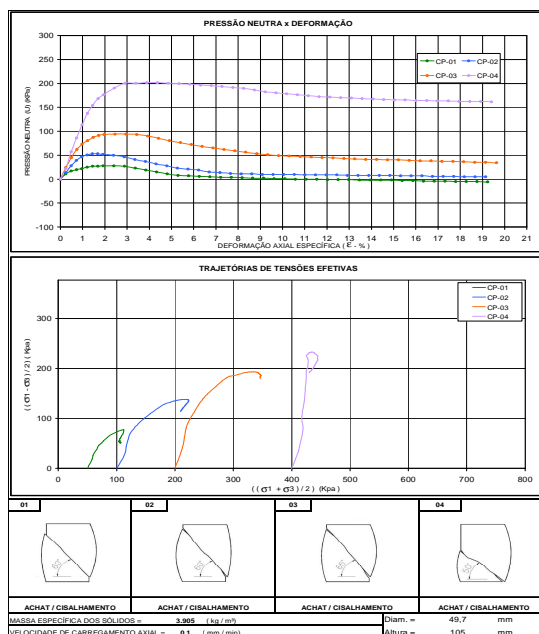 PRESSÃO NEUTRA x DEFORMAÇÃO
PRESSÃO NEUTRA (U) (KPa)
300
250
200
150
100
50
0
-50
-100
CP-01 CP-02
CP-03 CP-04
0 1 2 3 4 5 6 7 8 9 10 11 12 13 14 15 16 17 18 19 20 21
DEFORMAÇÃO AXIAL ESPECÍFICA ( ε - % )
TRAJETÓRIAS DE TENSÕES EFETIVAS
((σ1 - σ3) / 2) ( Kpa)
300
200
100
0
CP-01
CP-02
CP-03
CP-04
0 100 200 300 400 500 600 700 800
((σ1 + σ3) / 2) (Kpa)
01 02 03 04
ACHAT / CISALHAMENTO ACHAT / CISALHAMENTO ACHAT / CISALHAMENTO ACHAT / CISALHAMENTO
MASSA ESPECÍFICA DOS SÓLIDOS = 3.905 ( kg / m³) Diam. = 49,7 mm
VELOCIDADE DE CARREGAMENTO AXIAL = 0.1 ( mm / min) Altura = 105 mm